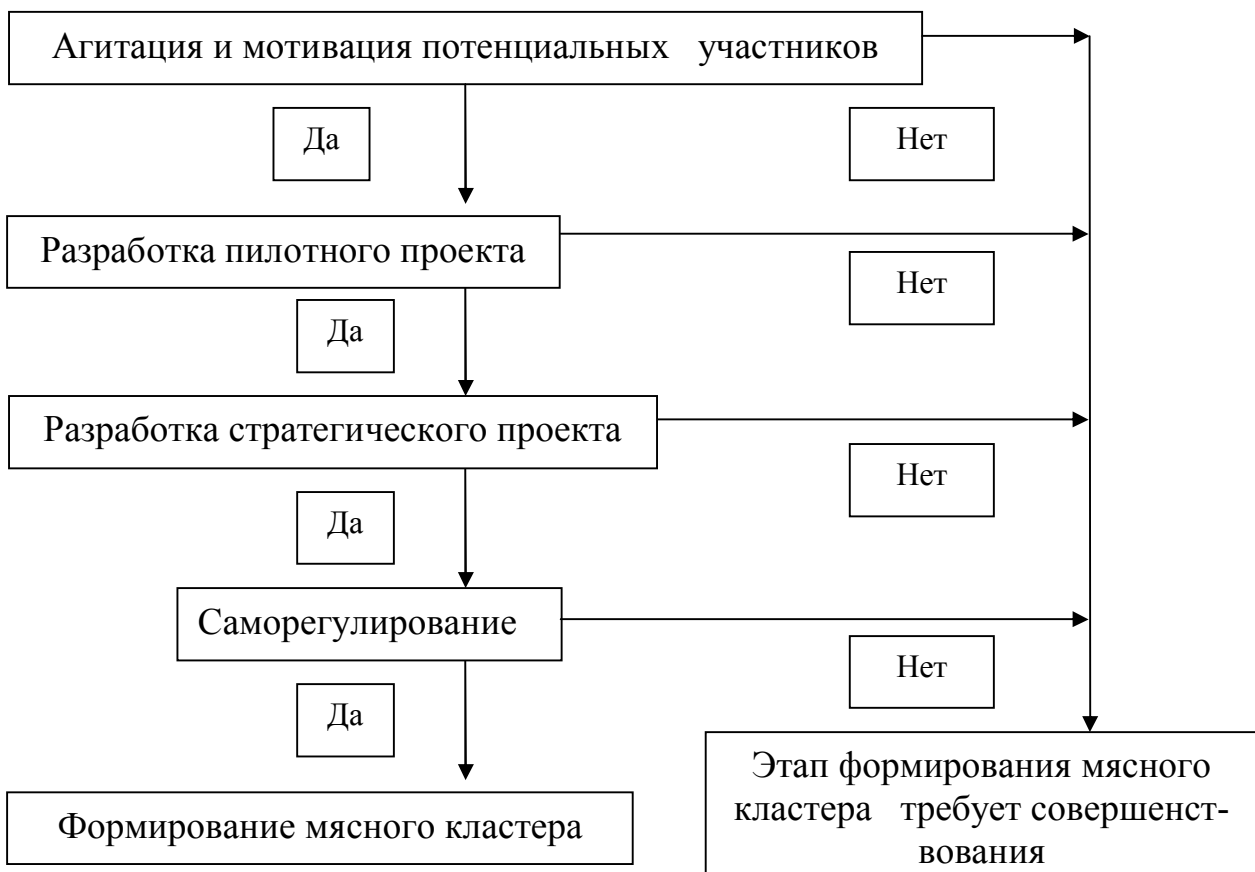 Агитация и мотивация потенциальных участников
Да
Нет
Разработка пилотного проекта
Нет
Да
Разработка стратегического проекта
Нет
Да
Саморегулирование
Нет
Да
Этап формирования мясного
кластера требует совершенст-
вования
Формирование мясного кластера